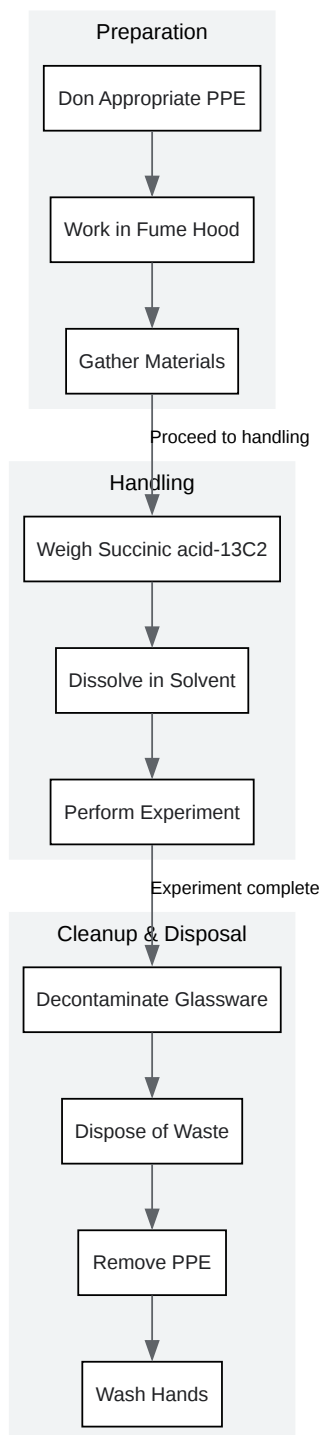 Preparation
Don Appropriate PPE
Work in Fume Hood
Gather Materials
Proceed to handling
Handling
Weigh Succinic acid-13C2
Dissolve in Solvent
Perform Experiment
Experiment complete
Cleanup & Disposal
Decontaminate Glassware
Dispose of Waste
Remove PPE
Wash Hands